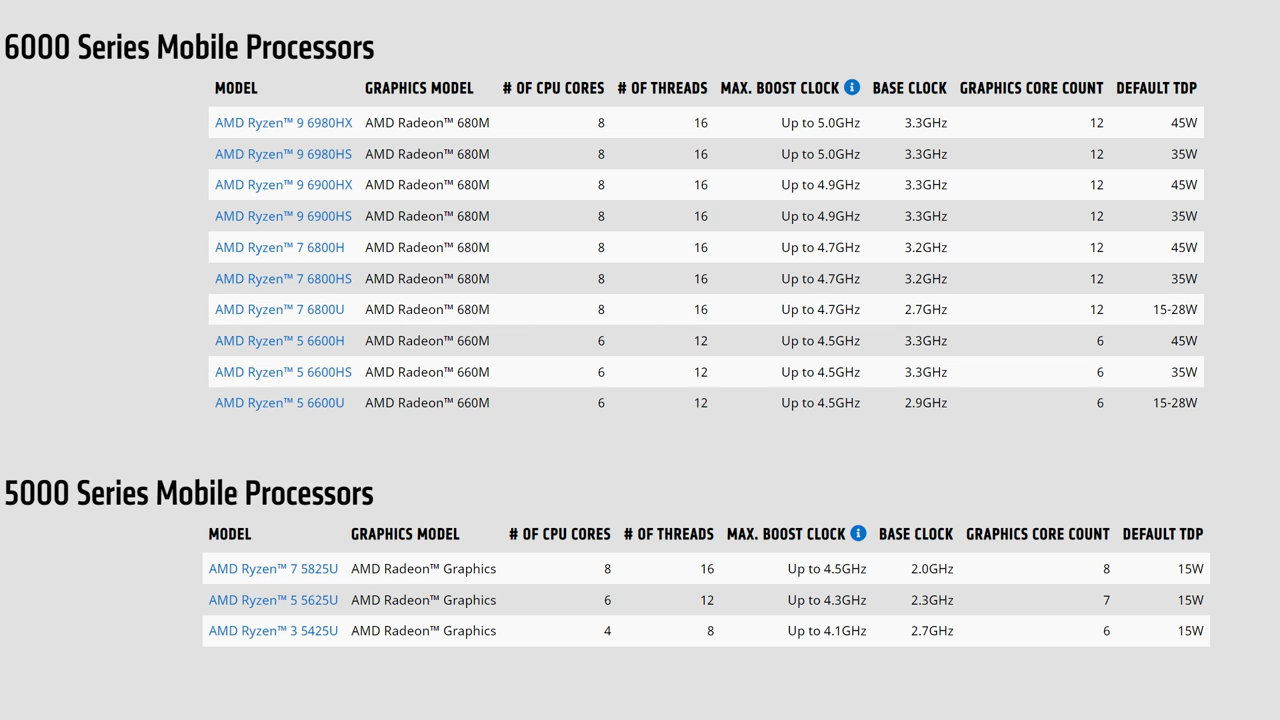 6000 Series Mobile Processors
MODEL GRAPHICS MODEL # OF CPU CORES # OF THREADS MAX. BOOST CLOCK i BASE CLOCK GRAPHICS CORE COUNT DEFAULT TDP
AMD Ryzen™ 9 6980HX AMD Radeon™ 680M 8 16 Up to 5.0GHz 3.3GHz 12 45W
AMD Ryzen™ 9 6980HS AMD Radeon™ 680M 8 16 Up to 5.0GHz 3.3GHz 12 35W
AMD Ryzen™ 9 6900HX AMD Radeon™ 680M 8 16 Up to 4.9GHz 3.3GHz 12 45W
AMD Ryzen™ 9 6900HS AMD Radeon™ 680M 8 16 Up to 4.9GHz 3.3GHz 12 35W
AMD Ryzen™ 7 6800H AMD Radeon™ 680M 8 16 Up to 4.7GHz 3.2GHz 12 45W
AMD Ryzen™ 7 6800HS AMD Radeon™ 680M 8 16 Up to 4.7GHz 3.2GHz 12 35W
AMD Ryzen™ 7 6800U AMD Radeon™ 680M 8 16 Up to 4.7GHz 2.7GHz 12 15-28W
AMD Ryzen™ 5 6600H AMD Radeon™ 660M 6 12 Up to 4.5GHz 3.3GHz 6 45W
AMD Ryzen™ 5 6600HS AMD Radeon™ 660M 6 12 Up to 4.5GHz 3.3GHz 6 35W
AMD Ryzen™ 5 6600U AMD Radeon™ 660M 6 12 Up to 4.5GHz 2.9GHz 6 15-28W
5000 Series Mobile Processors
MODEL GRAPHICS MODEL # OF CPU CORES # OF THREADS MAX. BOOST CLOCK i BASE CLOCK GRAPHICS CORE COUNT DEFAULT TDP
AMD Ryzen™ 7 5825U AMD Radeon™ Graphics 8 16 Up to 4.5GHz 2.0GHz 8 15W
AMD Ryzen™ 5 5625U AMD Radeon™ Graphics 6 12 Up to 4.3GHz 2.3GHz 7 15W
AMD Ryzen™ 3 5425U AMD Radeon™ Graphics 4 8 Up to 4.1GHz 2.7GHz 6 15W